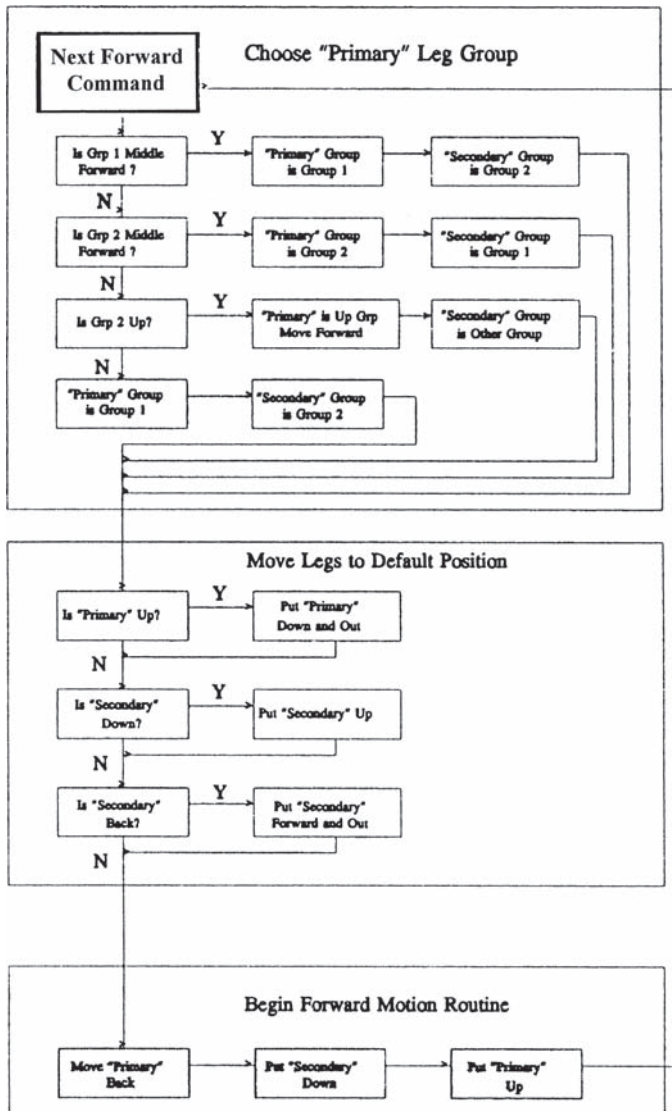 Next Forward
Command
Choose "Primary" Leg Group
Is Grp 1 Middle
Forward ?
Y
"Primary" Group
is Group 1
"Secondary" Group
is Group 2
N
Is Grp 2 Middle
Forward ?
Y
"Primary" Group
is Group 2
"Secondary" Group
is Group 1
N
Is Grp 2 Up?
Y
"Primary" is Up Grp
Move Forward
"Secondary" Group
is Other Group
N
"Primary" Group
is Group 1
"Secondary" Group
is Group 2
Move Legs to Default Position
Is "Primary" Up?
Y
Put "Primary"
Down and Out
N
Is "Secondary"
Down?
Y
Put "Secondary" Up
N
Is "Secondary"
Back?
Y
Put "Secondary"
Forward and Out
N
Begin Forward Motion Routine
Move "Primary"
Back
Put "Secondary"
Down
Put "Primary"
Up